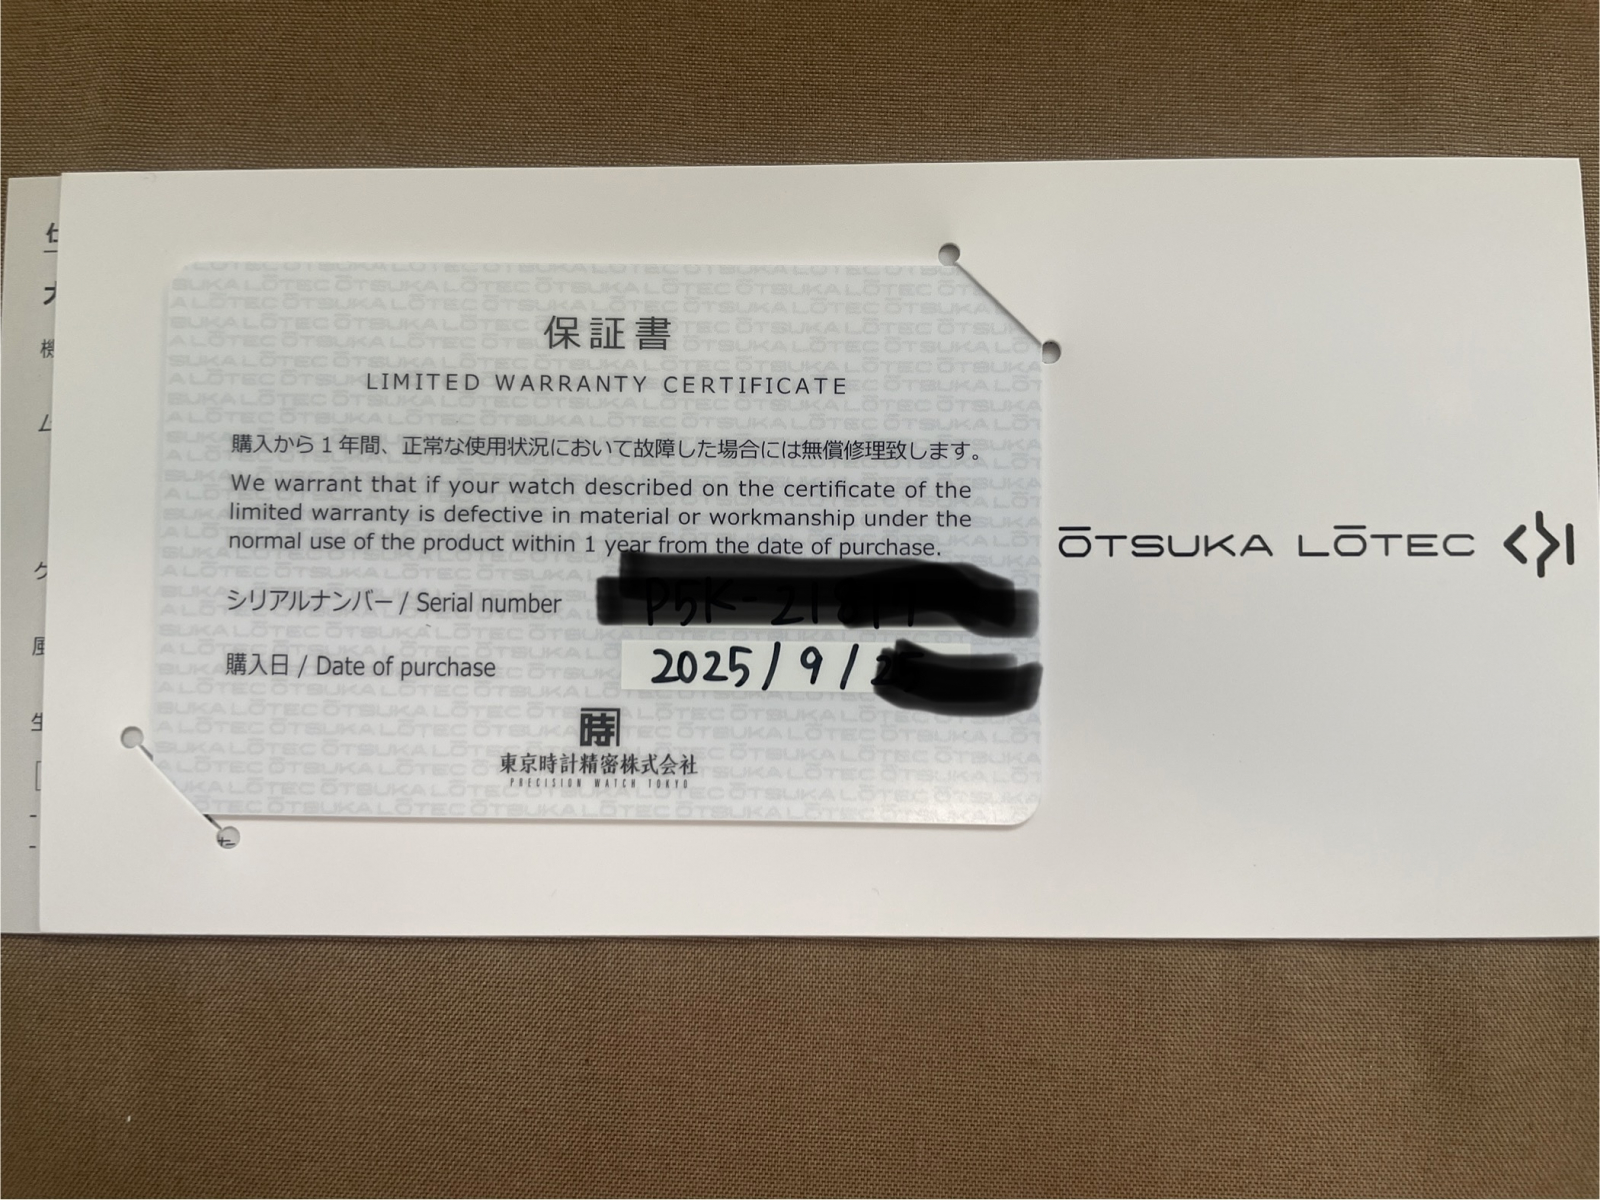 保証書
LIMITED WARRANTY CERTIFICATE
購入から1年間、正常な使用状況において故障した場合には無償修理致します。
We warrant that if your watch described on the certificate of the
limited warranty is defective in material or workmanship under the
normal use of the product within 1 year from the date of purchase.
シリアルナンバー / Serial number
購入日 / Date of purchase 2025/9/
時
東京時計精密株式会社
PRECISION WATCH TOKYO
ŌTSUKA LŌTEC